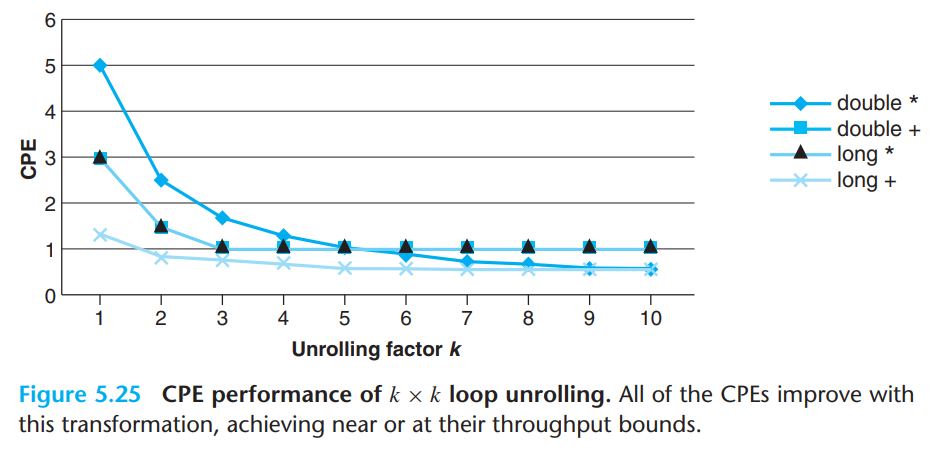 6
5
4
3
2
1
0
CPE
1 2 3 4 5 6 7 8 9 10
Unrolling factor k
double *
double +
long *
long +
Figure 5.25 CPE performance of k × k loop unrolling. All of the CPEs improve with
this transformation, achieving near or at their throughput bounds.